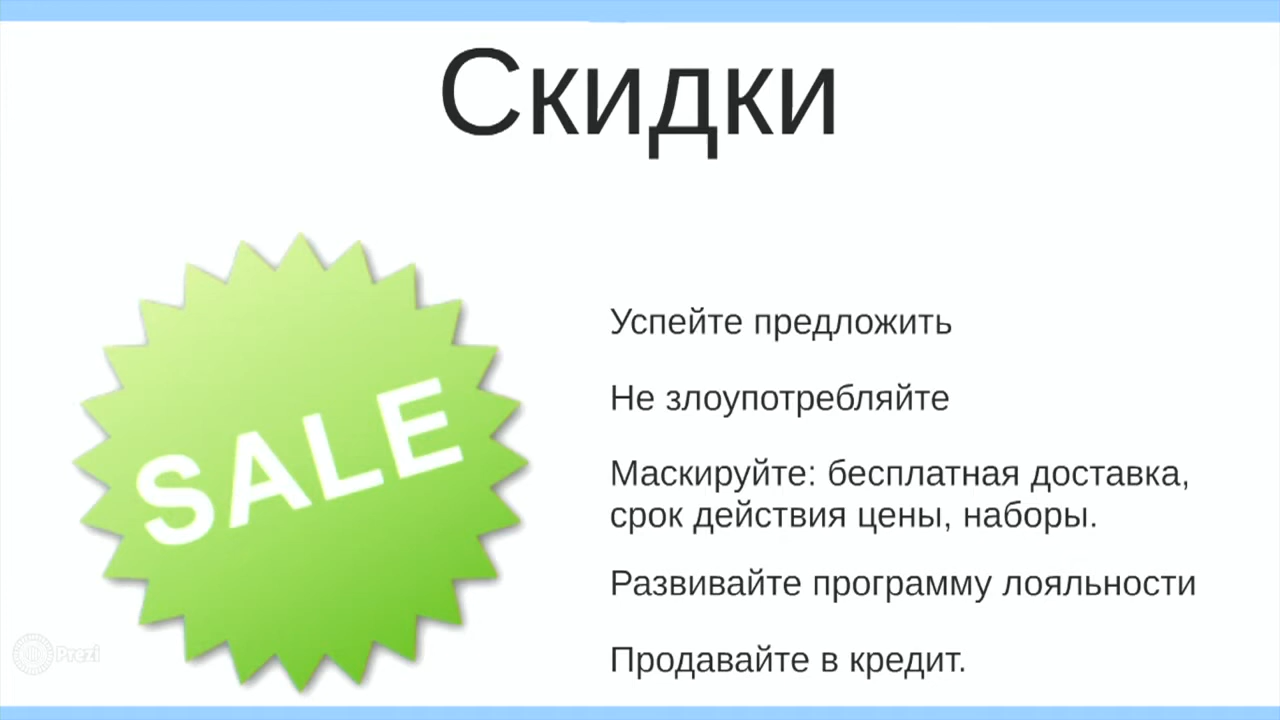 Скидки
SALE
Успейте предложить
Не злоупотребляйте
Маскируйте: бесплатная доставка,
срок действия цены, наборы.
Развивайте программу лояльности
Продавайте в кредит.
Prezi